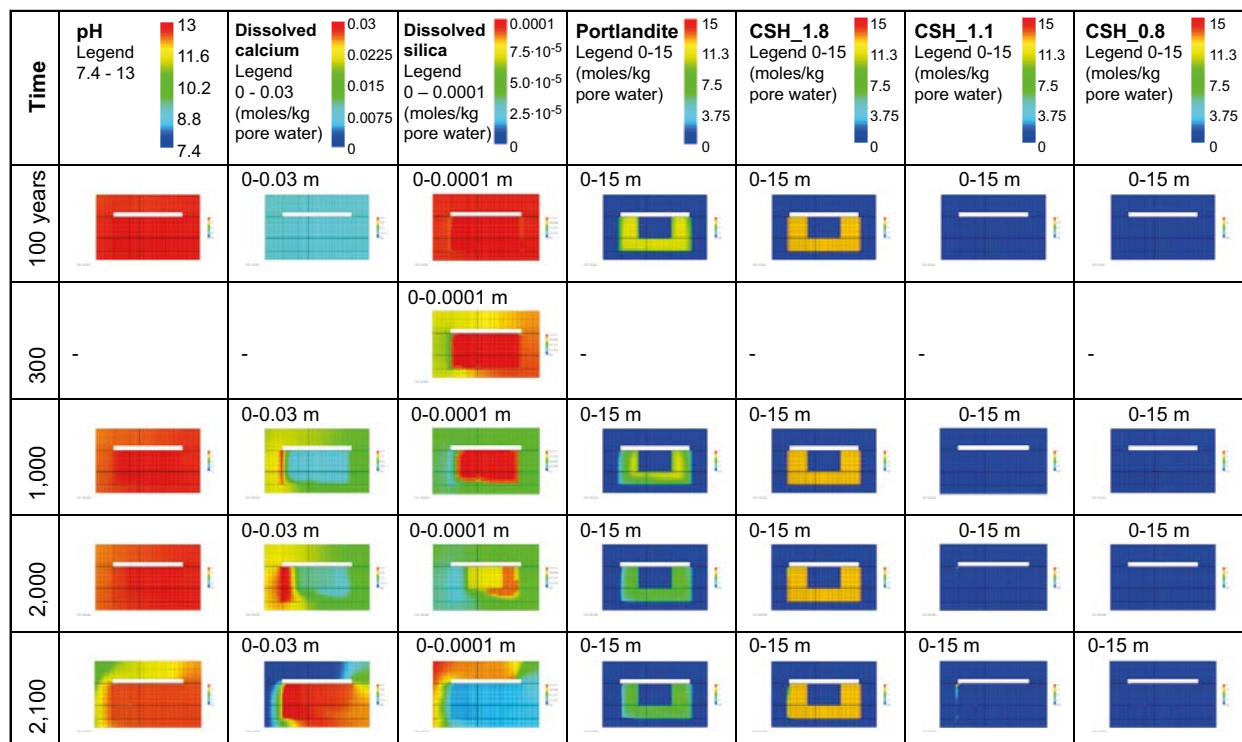 Time
pH
Legend
7.4 - 13
13
11.6
10.2
8.8
7.4
Dissolved
calcium
Legend
0 - 0.03
(moles/kg
pore water)
0.03
0.0225
0.015
0.0075
0
Dissolved
silica
Legend
0 – 0.0001
(moles/kg
pore water)
0.0001
7.5·10-5
5·10-5
2.5·10-5
0
Portlandite
Legend 0-15
(moles/kg
pore water)
15
11.3
7.5
3.75
0
CSH_1.8
Legend 0-15
(moles/kg
pore water)
15
11.3
7.5
3.75
0
CSH_1.1
Legend 0-15
(moles/kg
pore water)
15
11.3
7.5
3.75
0
CSH_0.8
Legend 0-15
(moles/kg
pore water)
15
11.3
7.5
3.75
0
100 years
0-0.03 m
0-0.0001 m
0-15 m
0-15 m
0-15 m
0-15 m
300
-
-
0-0.0001 m
-
-
-
-
1,000
0-0.03 m
0-0.0001 m
0-15 m
0-15 m
0-15 m
0-15 m
2,000
0-0.03 m
0-0.0001 m
0-15 m
0-15 m
0-15 m
0-15 m
2,100
0-0.03 m
0-0.0001 m
0-15 m
0-15 m
0-15 m
0-15 m